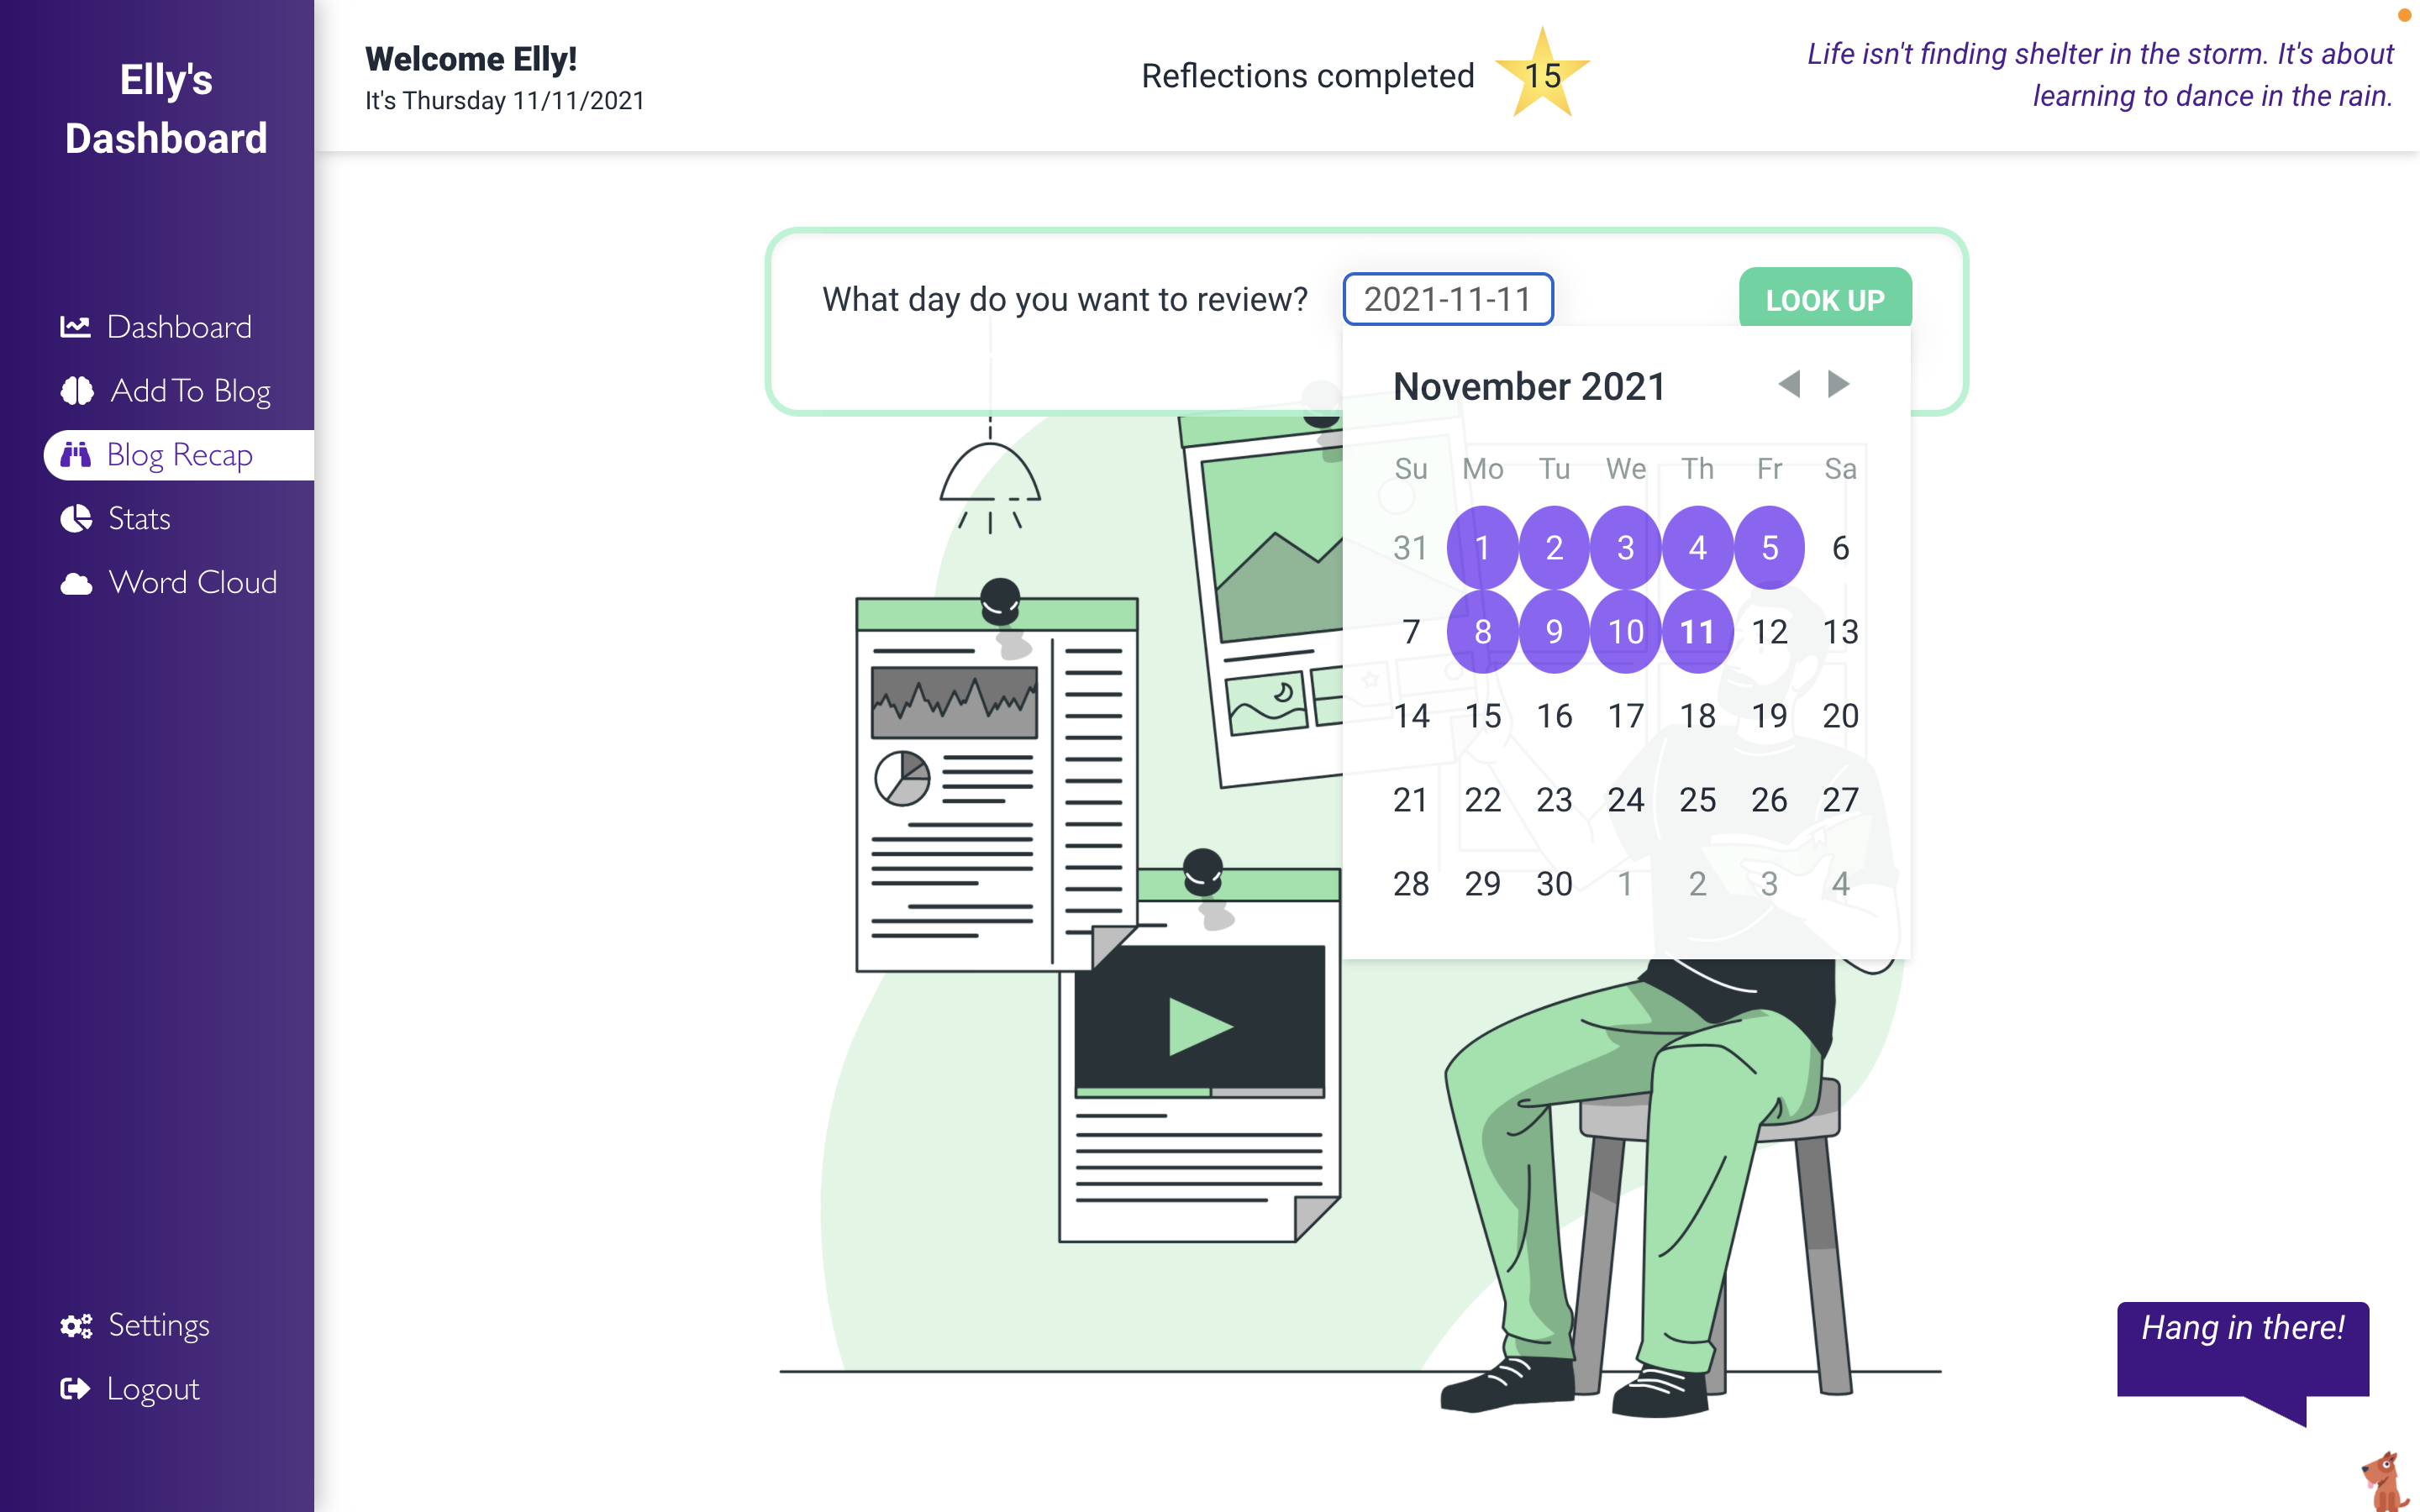 Elly's
Dashboard
Dashboard
Add To Blog
Blog Recap
Stats
Word Cloud
Settings
Logout
Welcome Elly!
It's Thursday 11/11/2021
Reflections completed 15
Life isn't finding shelter in the storm. It's about
learning to dance in the rain.
What day do you want to review? 2021-11-11 LOOK UP
November 2021
Su Mo Tu We Th Fr Sa
31 1 2 3 4 5 6
7 8 9 10 11 12 13
14 15 16 17 18 19 20
21 22 23 24 25 26 27
28 29 30 1 2 3 4
Hang in there!